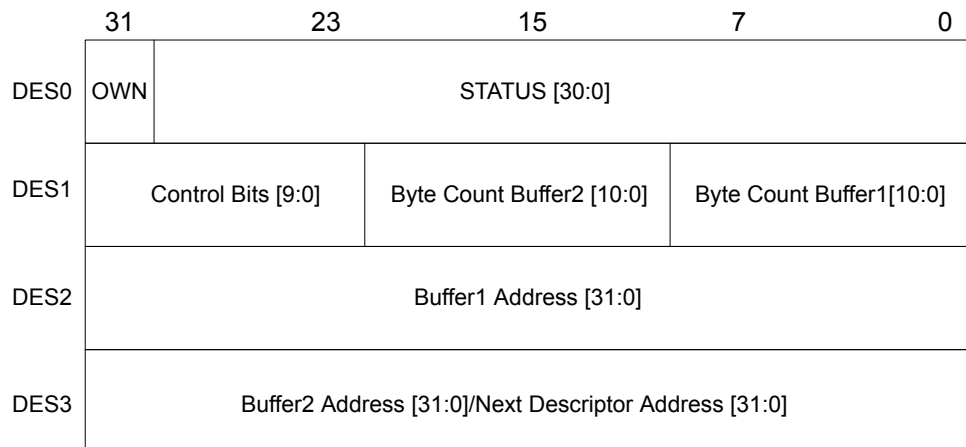 31 23 15 7 0
DES0 OWN STATUS [30:0]
DES1 Control Bits [9:0] Byte Count Buffer2 [10:0] Byte Count Buffer1[10:0]
DES2 Buffer1 Address [31:0]
DES3 Buffer2 Address [31:0]/Next Descriptor Address [31:0]